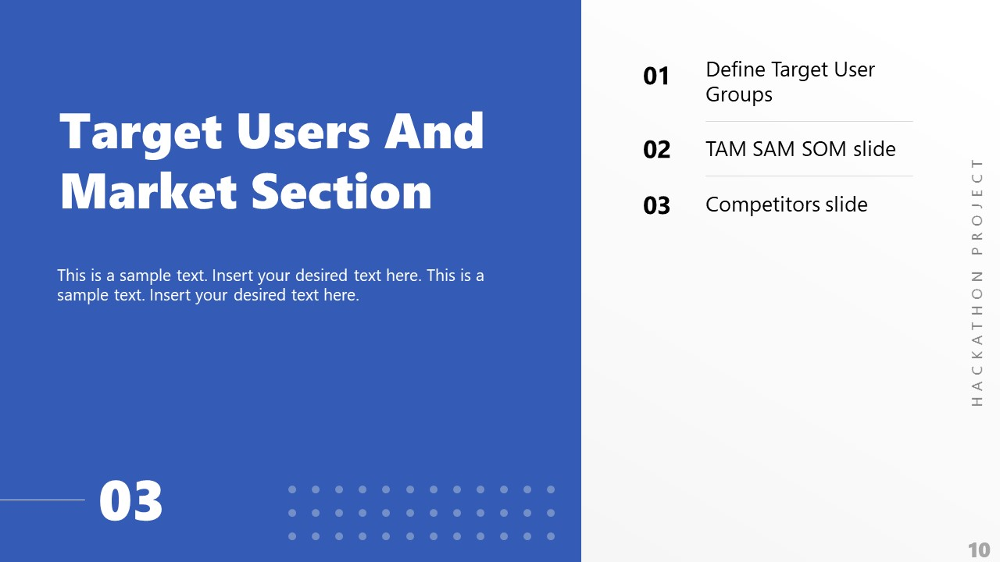 Target Users And
Market Section
This is a sample text. Insert your desired text here. This is a
sample text. Insert your desired text here.
03
01
Define Target User
Groups
02
TAM SAM SOM slide
03
Competitors slide
HACKATHON PROJECT
10